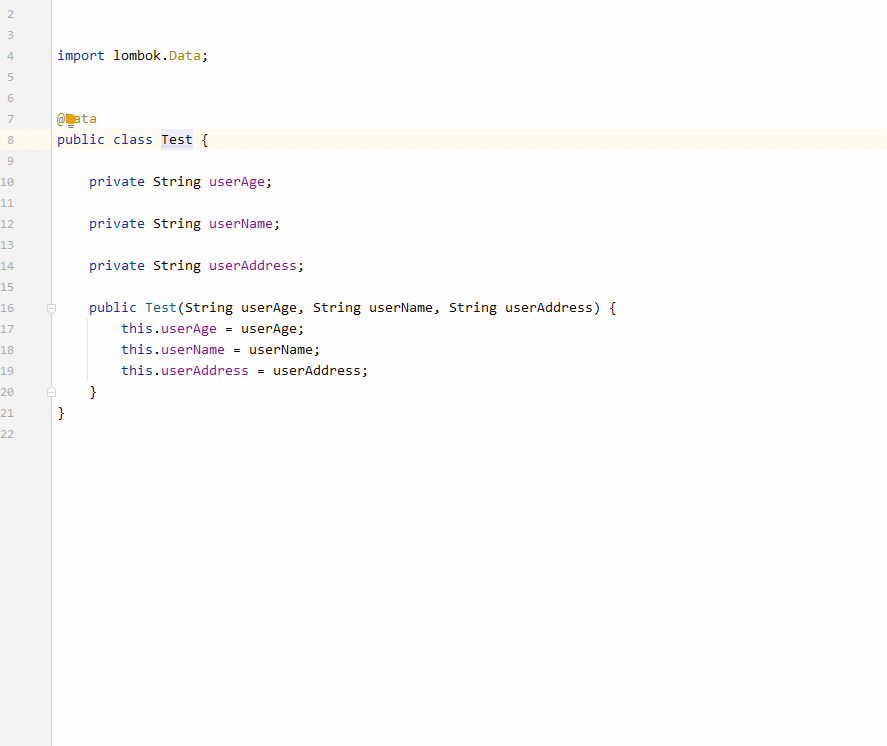 2
3
4 import lombok.Data;
5
6
7 @Data
8 public class Test {
9
10 private String userAge;
11
12 private String userName;
13
14 private String userAddress;
15
16 public Test(String userAge, String userName, String userAddress) {
17 this.userAge = userAge;
18 this.userName = userName;
19 this.userAddress = userAddress;
20 }
21 }
22